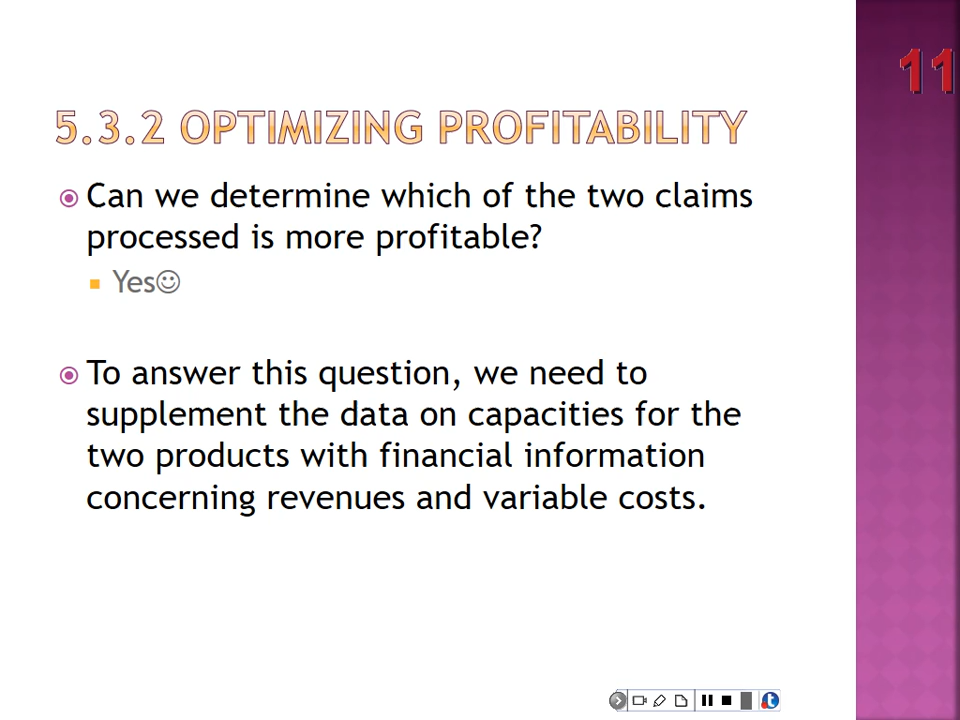 11
5.3.2 OPTIMIZING PROFITABILITY
Can we determine which of the two claims
processed is more profitable?
Yes☺
To answer this question, we need to
supplement the data on capacities for the
two products with financial information
concerning revenues and variable costs.